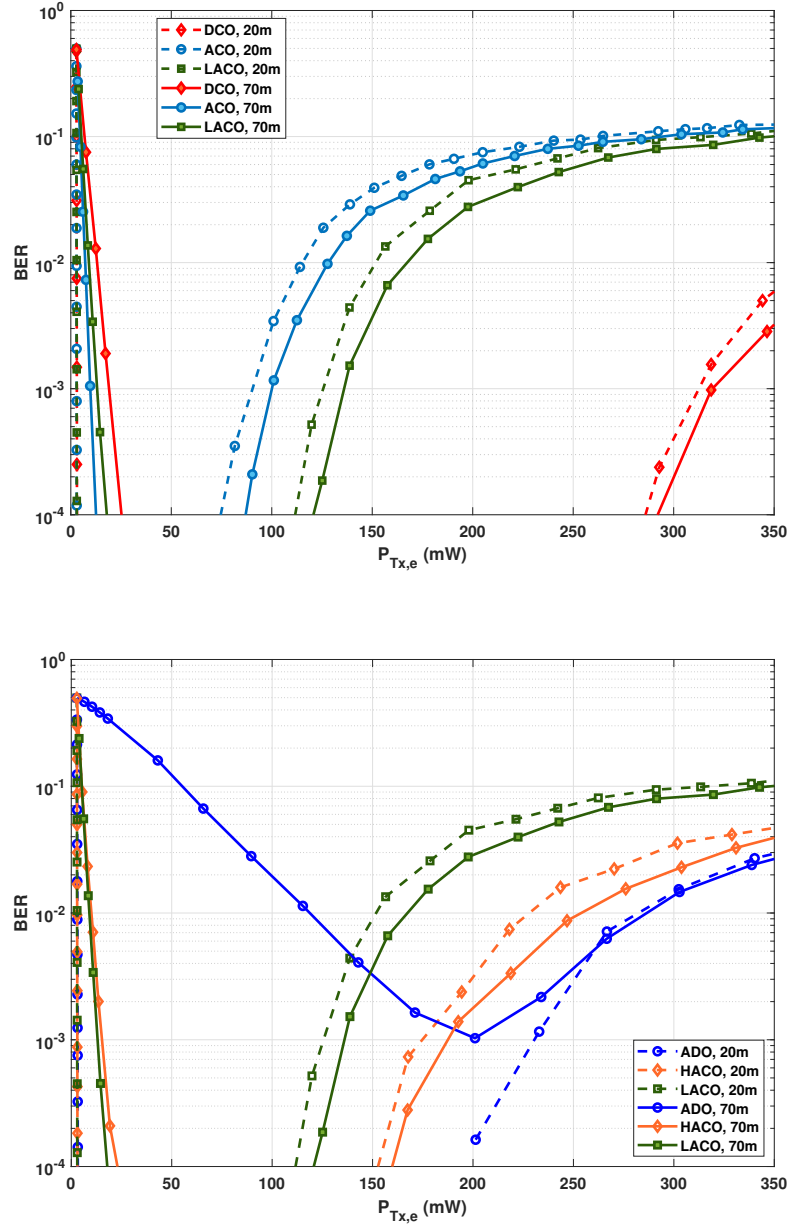 10^0
10^-1
10^-2
10^-3
10^-4
BER
DCO, 20m
ACO, 20m
LACO, 20m
DCO, 70m
ACO, 70m
LACO, 70m
0 50 100 150 200 250 300 350
P_Tx,e (mW)
10^0
10^-1
10^-2
10^-3
10^-4
BER
ADO, 20m
HACO, 20m
LACO, 20m
ADO, 70m
HACO, 70m
LACO, 70m
0 50 100 150 200 250 300 350
P_Tx,e (mW)